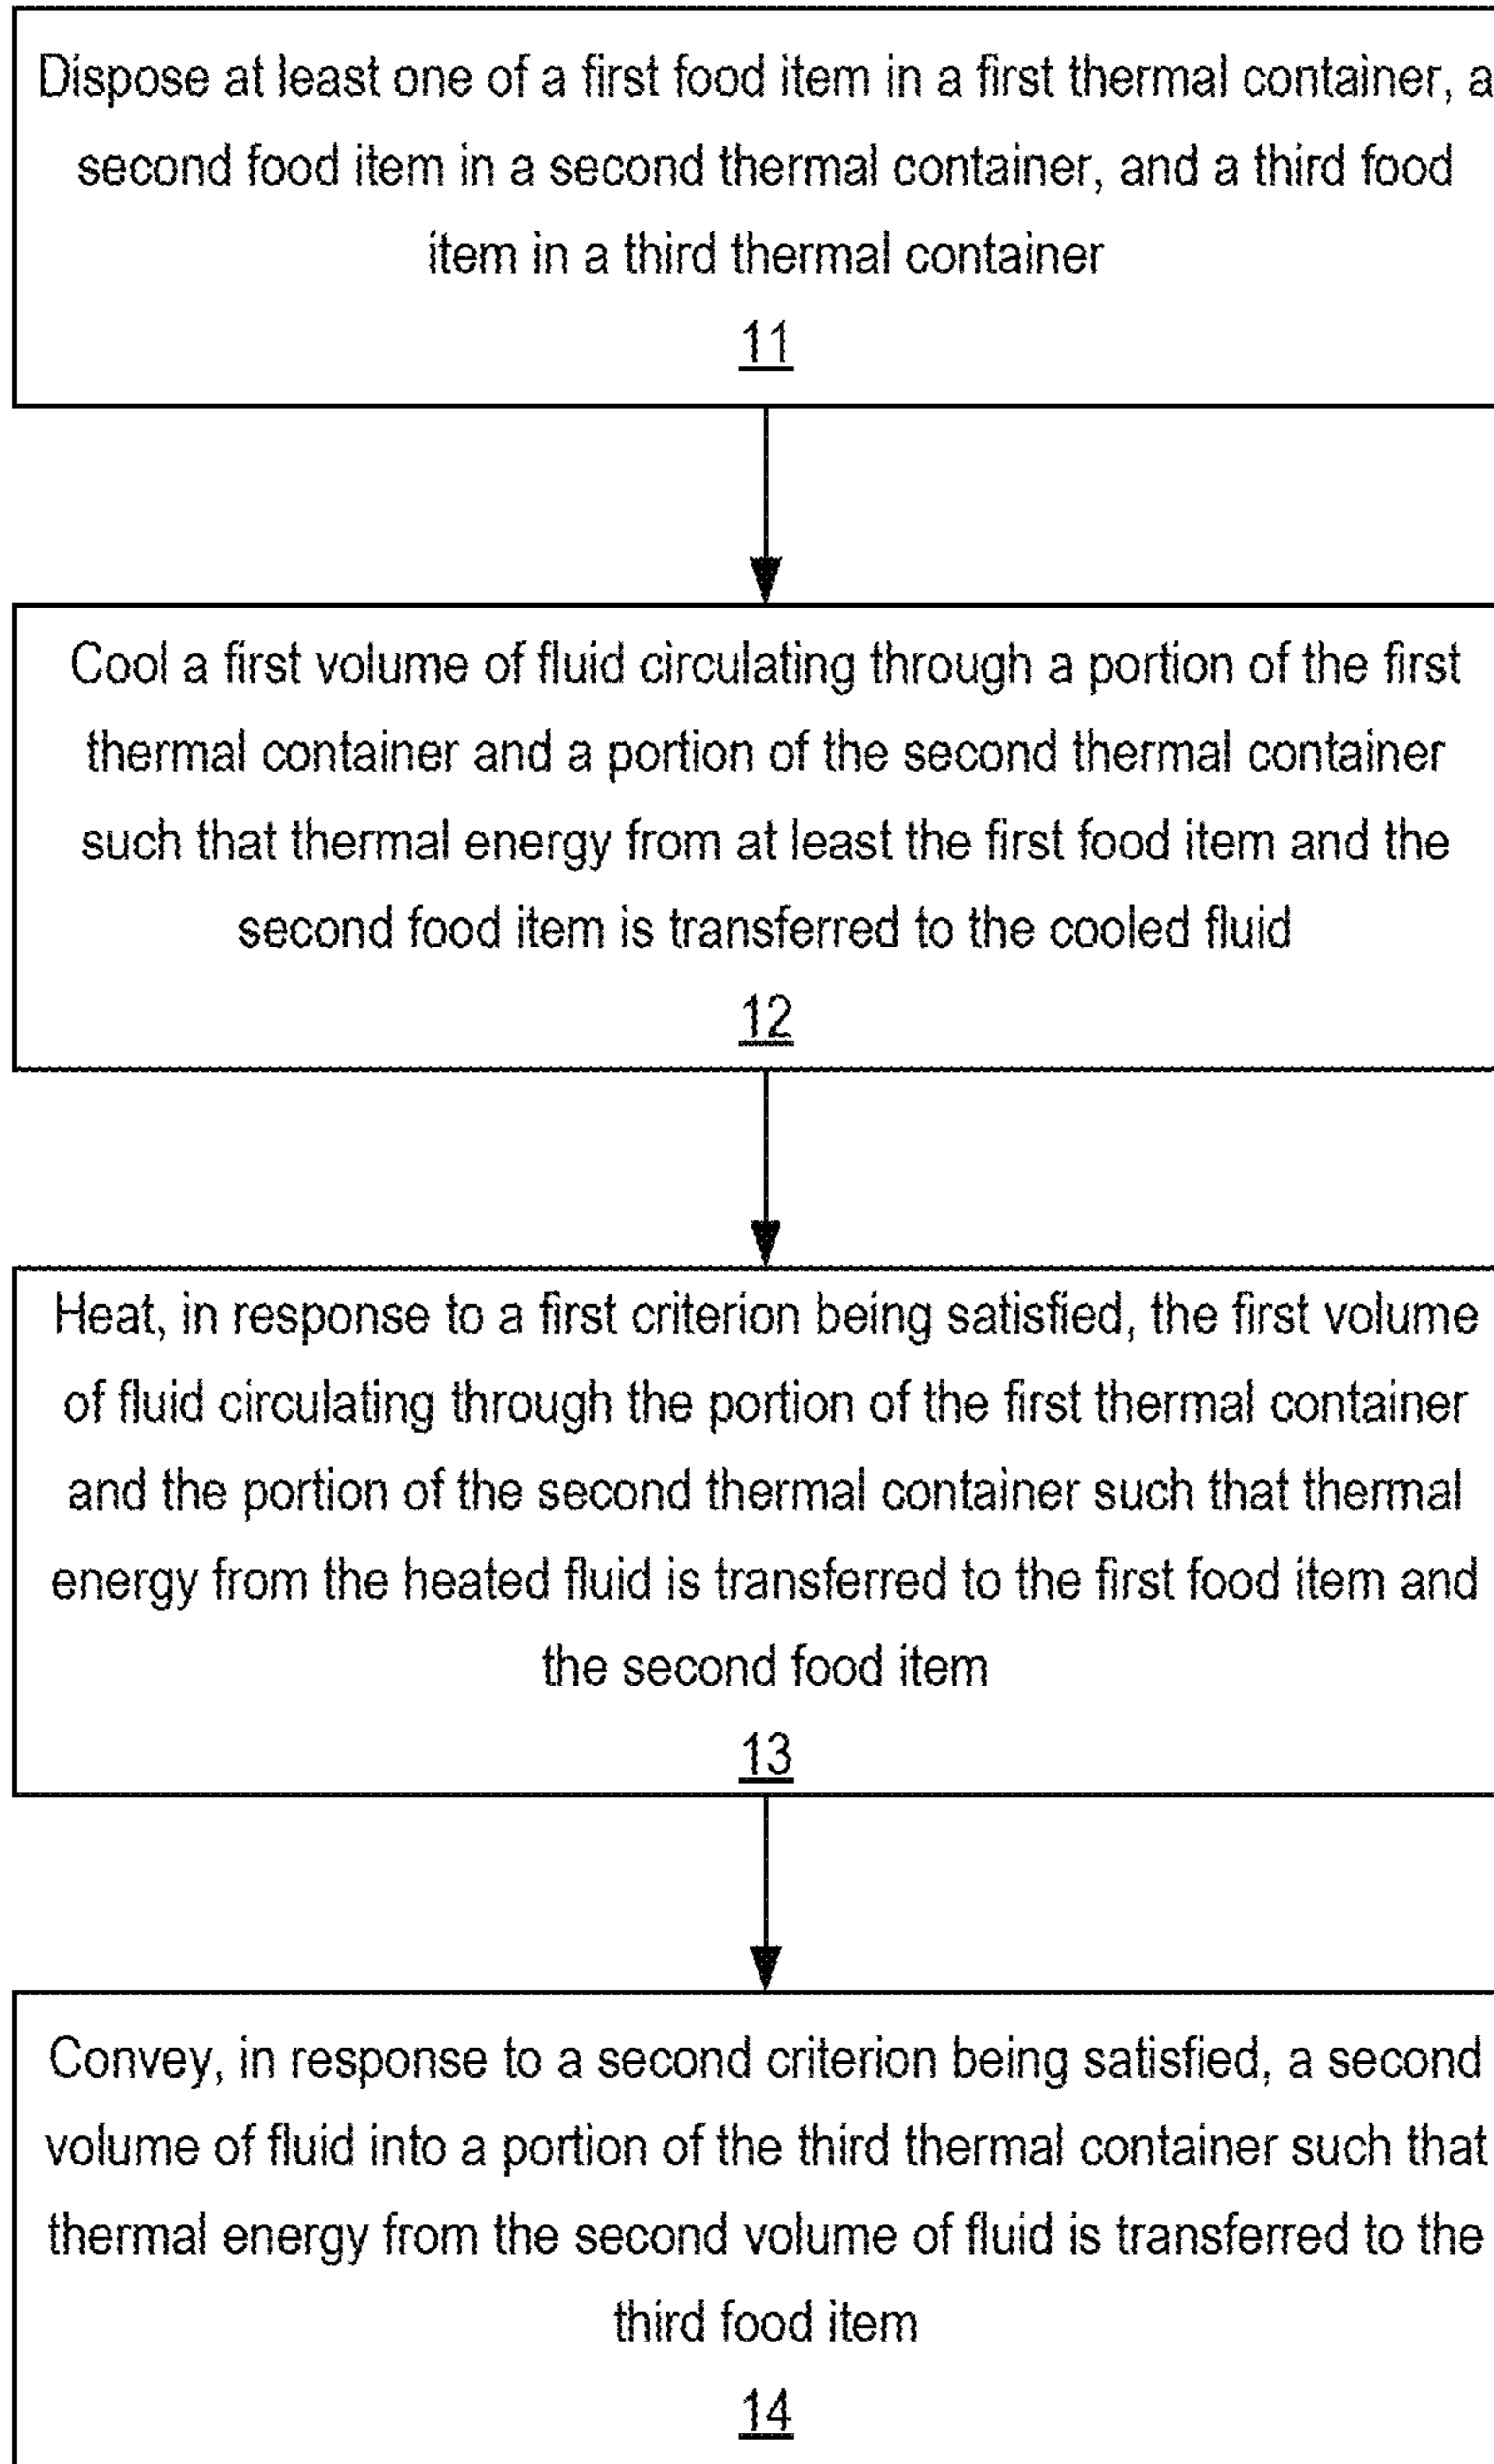 Dispose at least one of a first food item in a first thermal container, a
second food item in a second thermal container, and a third food
item in a third thermal container
11
Cool a first volume of fluid circulating through a portion of the first
thermal container and a portion of the second thermal container
such that thermal energy from at least the first food item and the
second food item is transferred to the cooled fluid
12
Heat, in response to a first criterion being satisfied, the first volume
of fluid circulating through the portion of the first thermal container
and the portion of the second thermal container such that thermal
energy from the heated fluid is transferred to the first food item and
the second food item
13
Convey, in response to a second criterion being satisfied, a second
volume of fluid into a portion of the third thermal container such that
thermal energy from the second volume of fluid is transferred to the
third food item
14